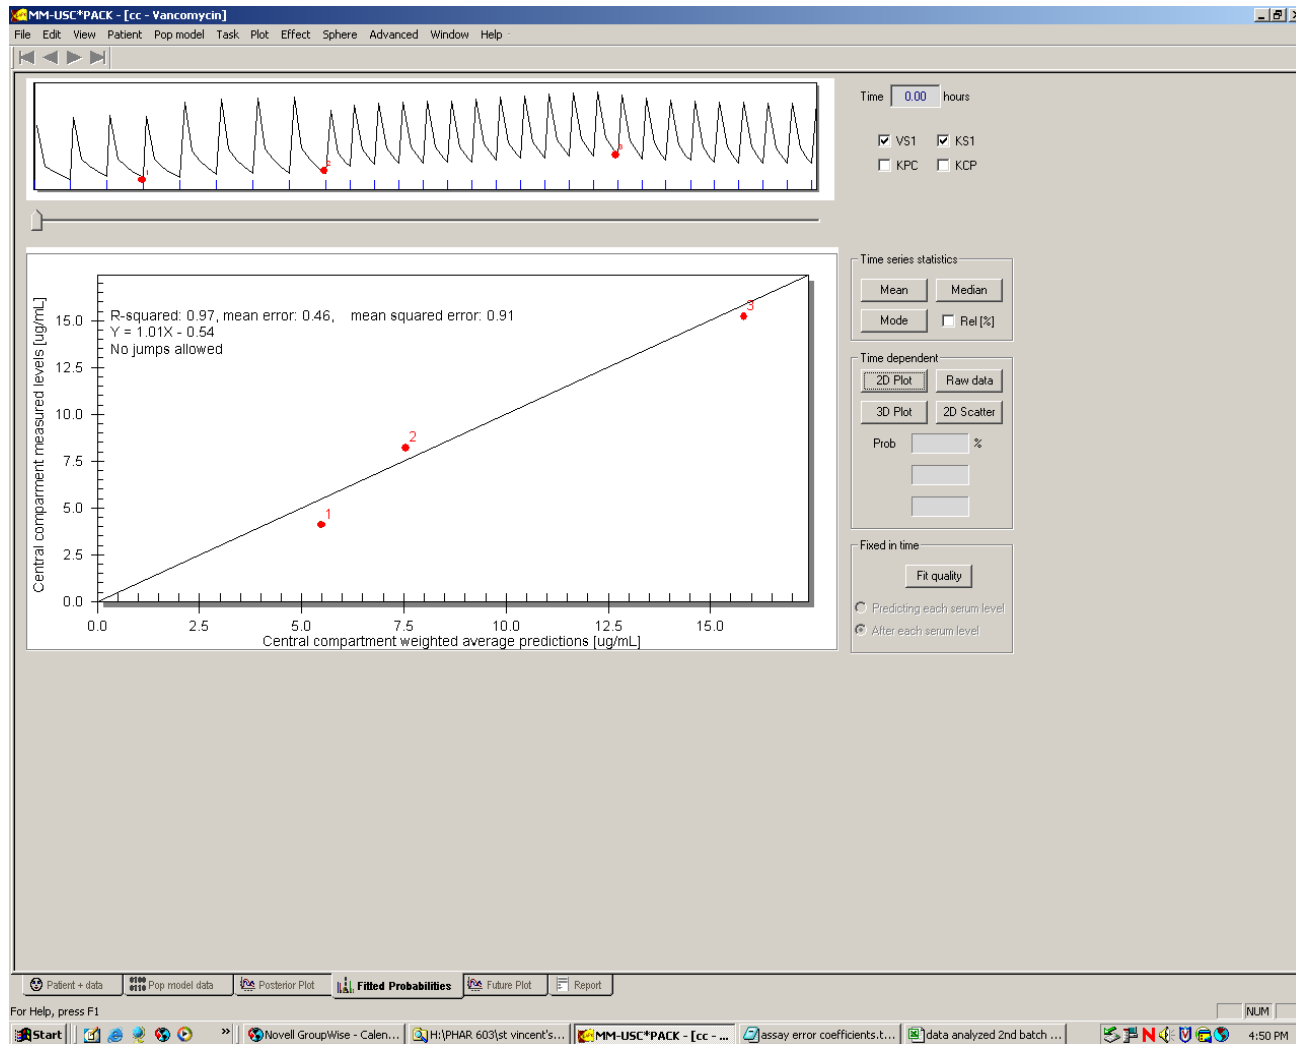 MM-USC*PACK - [cc - Vancomycin]
File Edit View Patient Pop model Task Plot Effect Sphere Advanced Window Help
1
2
3
Time 0.00 hours
VS1 KS1
KPC KCP
R-squared: 0.97, mean error: 0.46, mean squared error: 0.91
Y = 1.01X - 0.54
No jumps allowed
Central comparment measured levels [ug/mL]
15.0
12.5
10.0
7.5
5.0
2.5
0.0
1
2
3
0.0 2.5 5.0 7.5 10.0 12.5 15.0
Central compartment weighted average predictions [ug/mL]
Time series statistics
Mean Median
Mode Rel [%]
Time dependent
2D Plot Raw data
3D Plot 2D Scatter
Prob %
Fixed in time
Fit quality
Predicting each serum level
After each serum level
Patient + data Pop model data Posterior Plot Fitted Probabilities Future Plot Report
For Help, press F1
NUM
Start » Novell GroupWise - Calen... H:\PHAR 603\st vincent's... MM-USC*PACK - [cc - ... assay error coefficients.t... data analyzed 2nd batch ... 4:50 PM